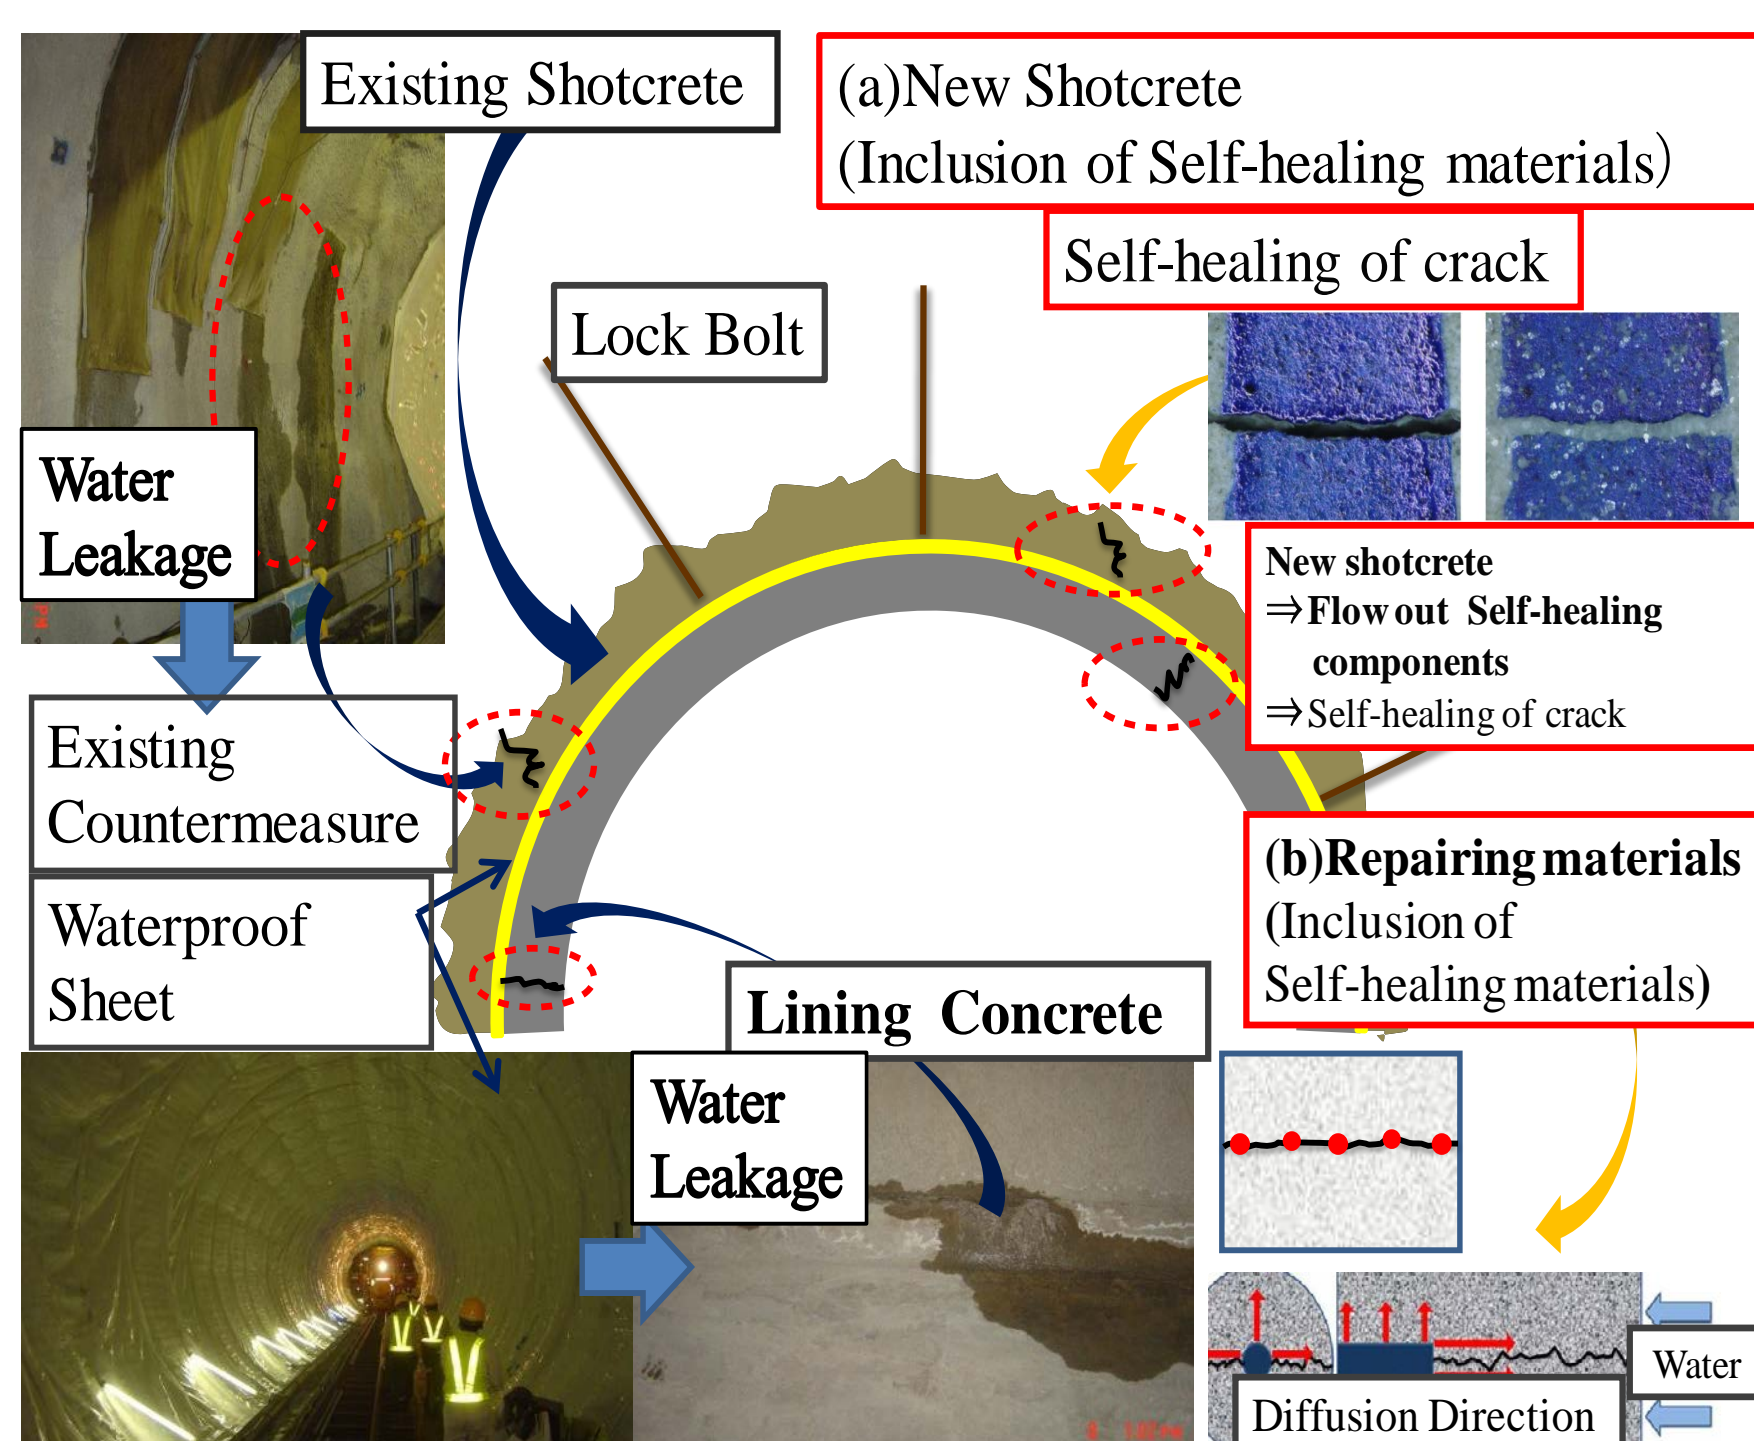 Existing Shotcrete
(a)New Shotcrete
(Inclusion of Self-healing materials)
Self-healing of crack
Lock Bolt
Water
Leakage
New shotcrete
⇒Flow out Self-healing
components
⇒Self-healing of crack
Existing
Countermeasure
(b)Repairing materials
(Inclusion of
Self-healing materials)
Waterproof
Sheet
Lining Concrete
Water
Leakage
Water
Diffusion Direction